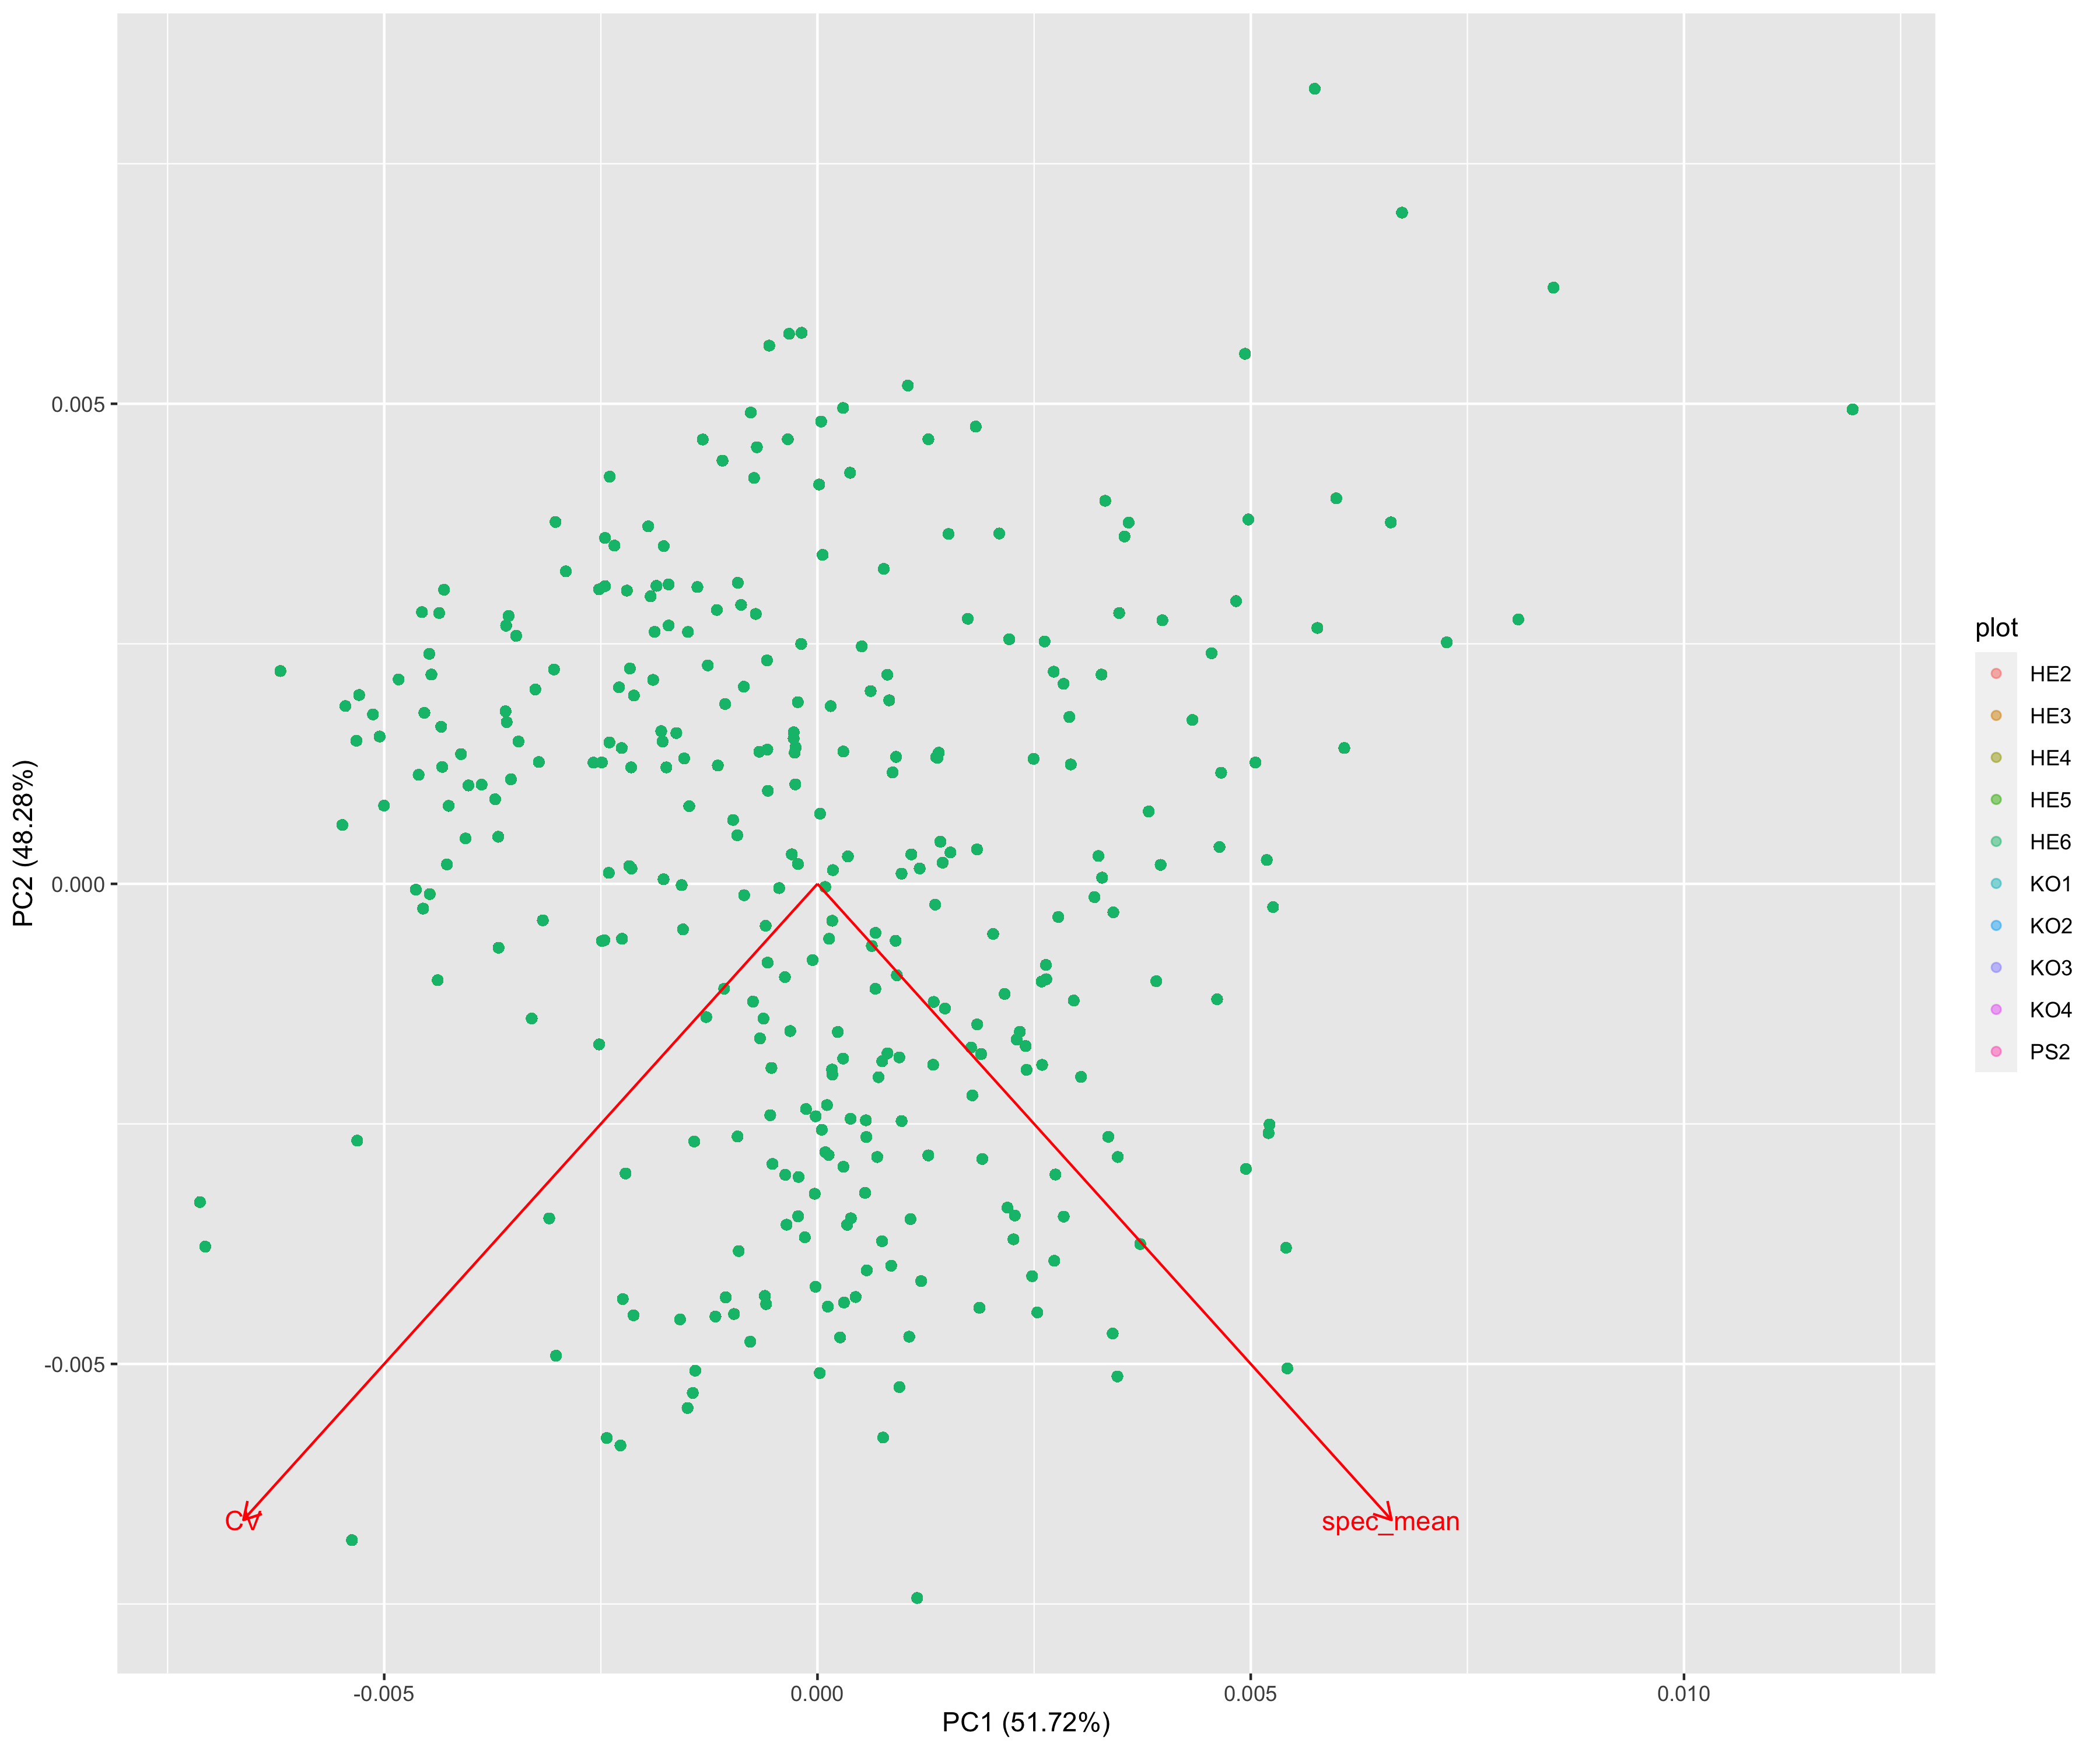 PC2 (48.28%)
0.005
0.000
-0.005
CV
spec_mean
-0.005
0.000
0.005
0.010
PC1 (51.72%)
plot
HE2
HE3
HE4
HE5
HE6
KO1
KO2
KO3
KO4
PS2